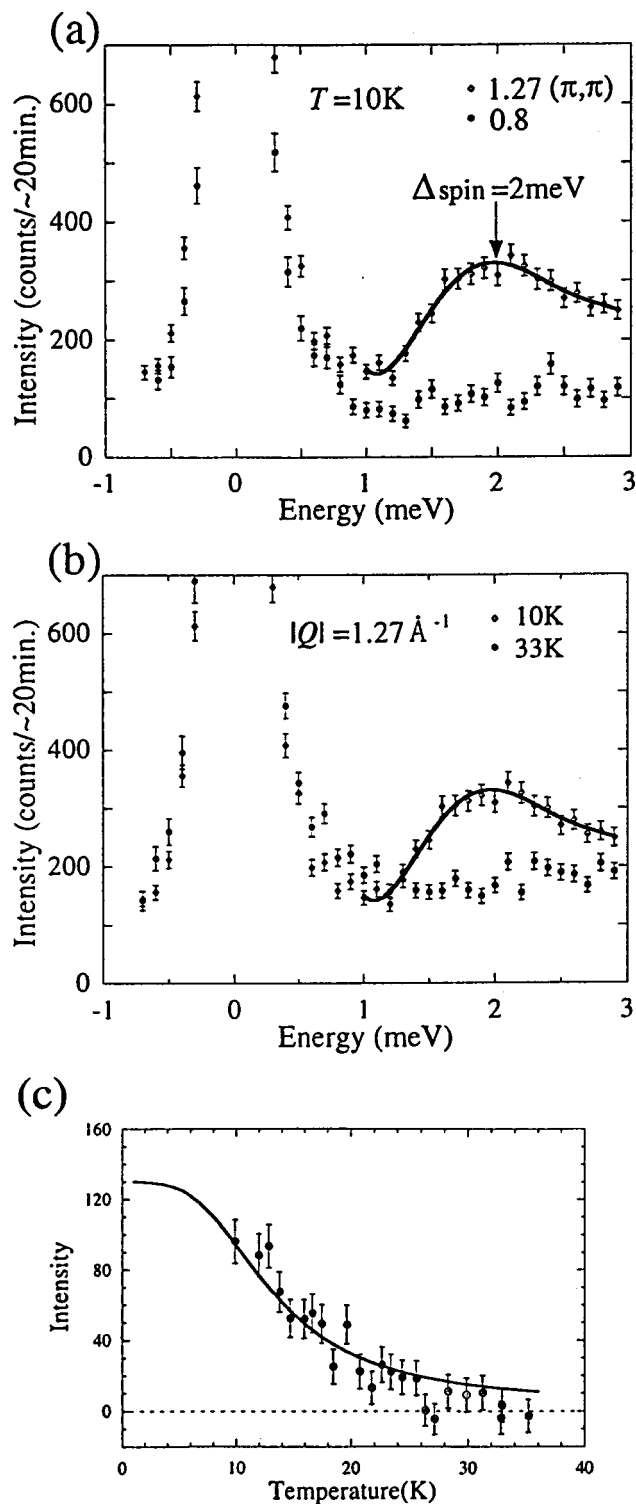 (a)
T=10K
1.27 (π,π)
0.8
Δspin=2meV
Intensity (counts/~20min.)
600
400
200
0
-1 0 1 2 3
Energy (meV)
(b)
|Q|=1.27 Å-1
10K
33K
Intensity (counts/~20min.)
600
400
200
0
-1 0 1 2 3
Energy (meV)
(c)
Intensity
160
120
80
40
0
0 10 20 30 40
Temperature(K)